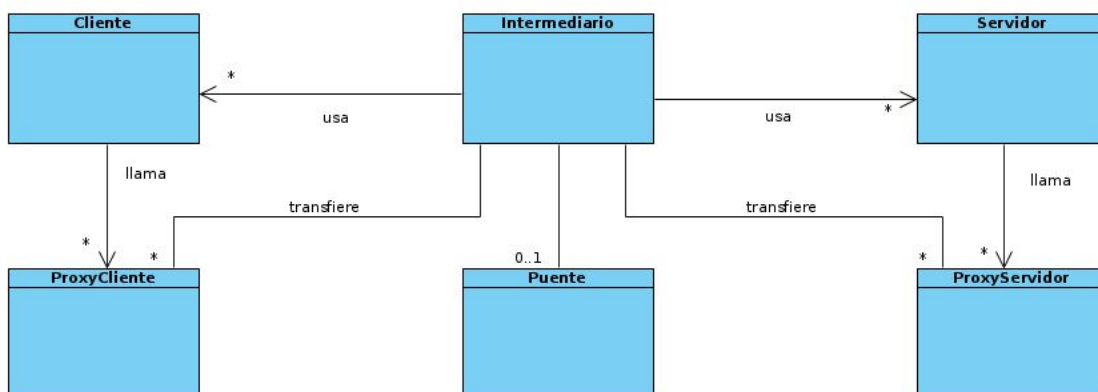 Cliente
Intermediario
Servidor
*
usa
usa
*
llama
llama
transfiere
transfiere
*
*
0..1
*
*
ProxyCliente
Puente
ProxyServidor